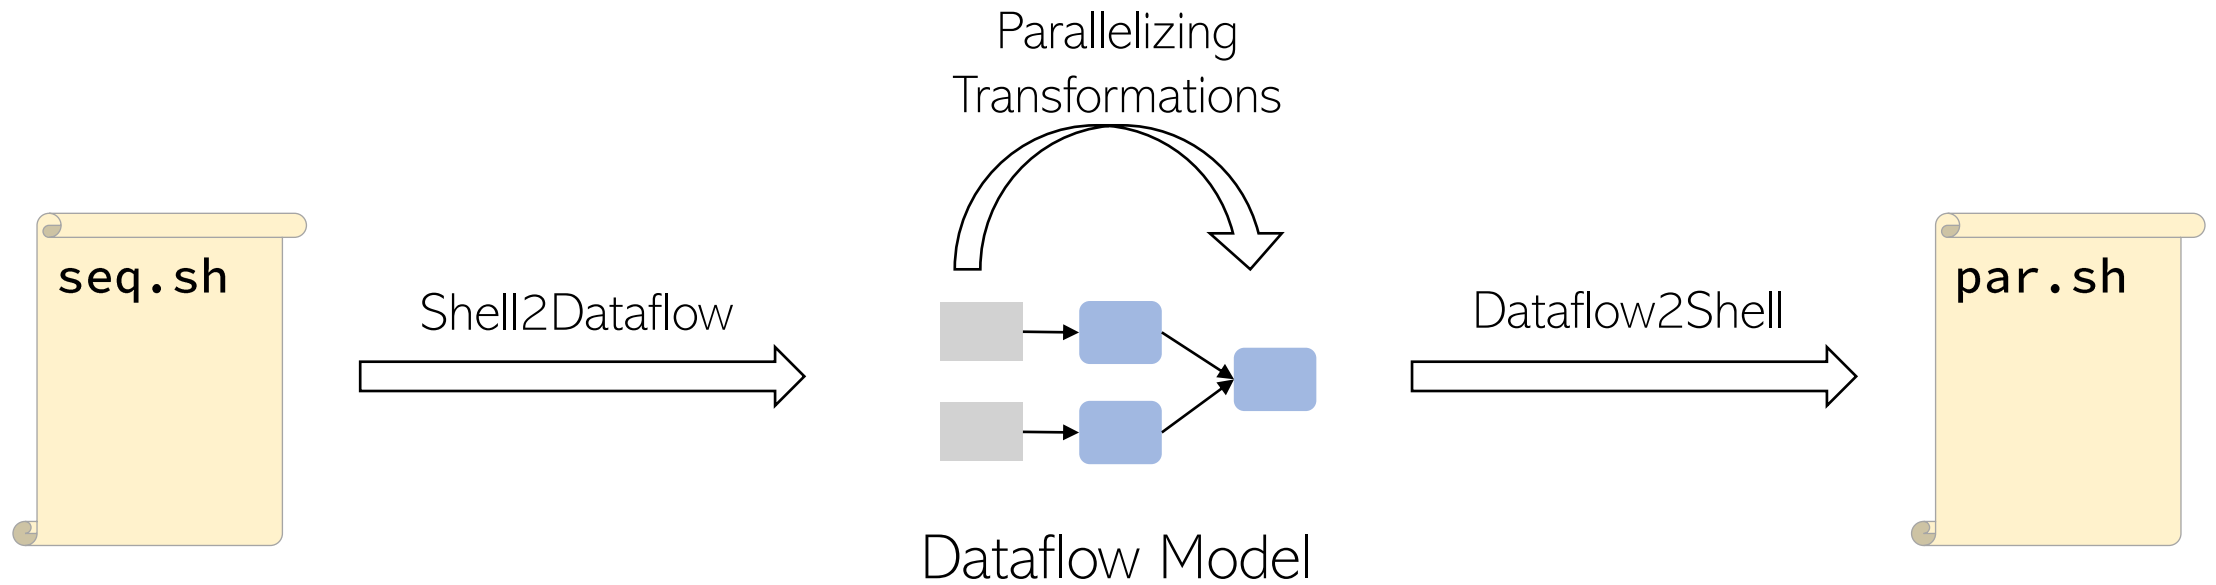 Parallelizing
Transformations
seq.sh
Shell2Dataflow
Dataflow2Shell
par.sh
Dataflow Model